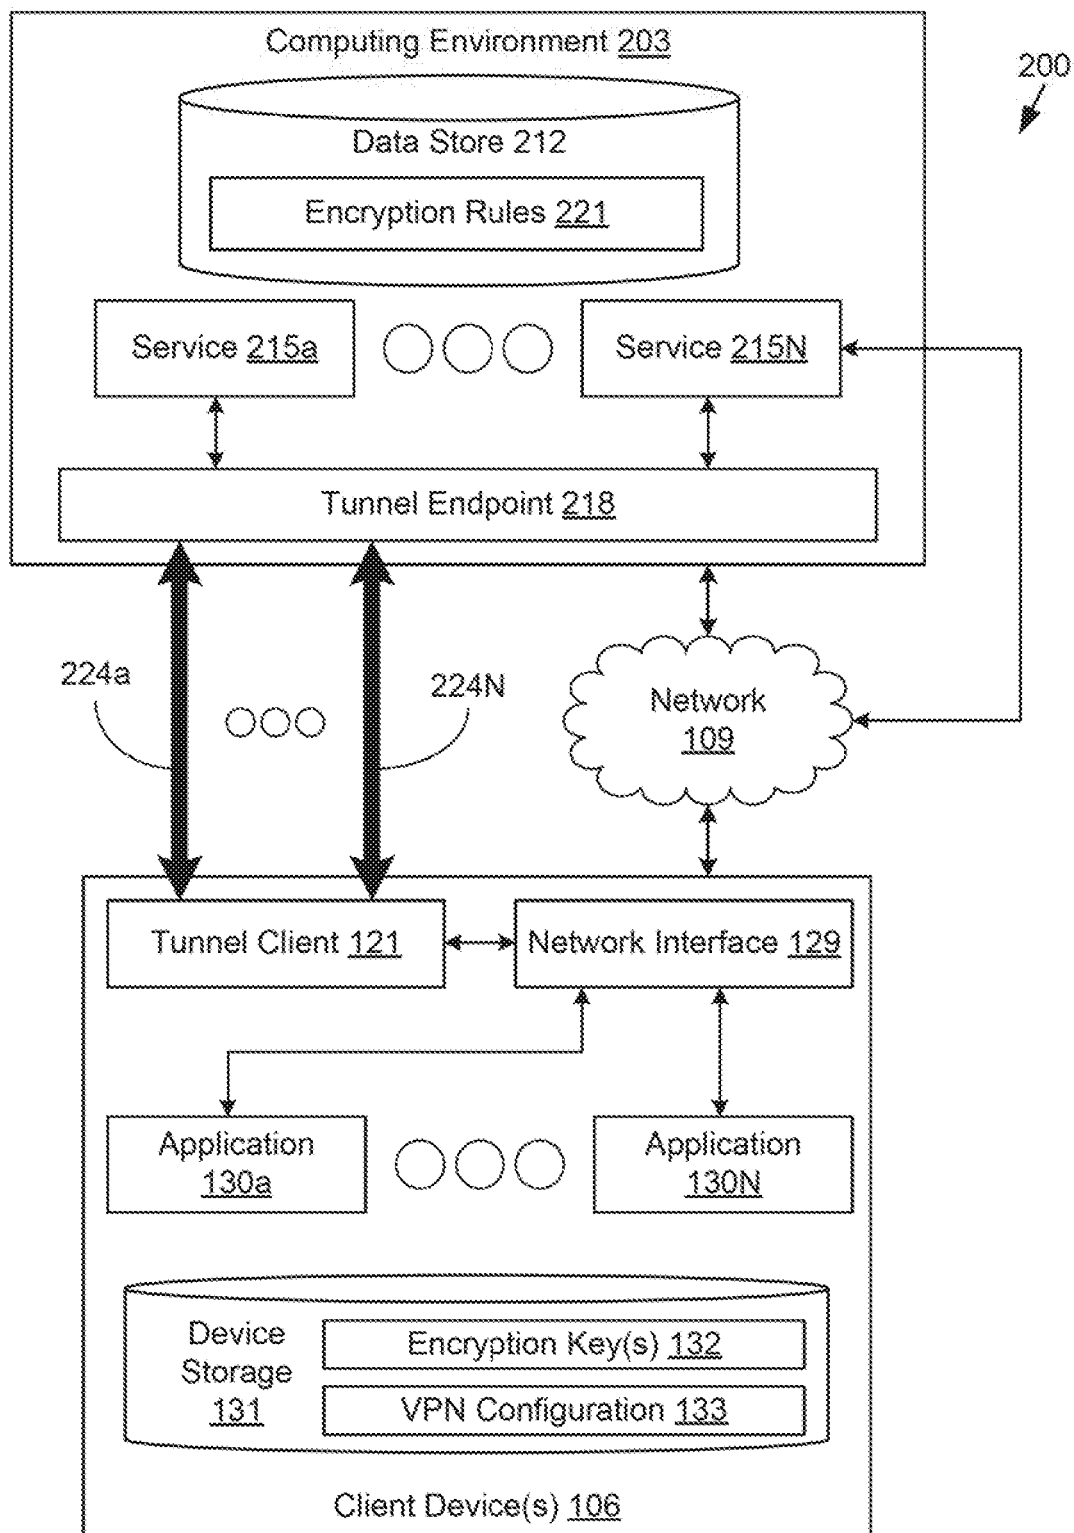 Computing Environment 203
200
Data Store 212
Encryption Rules 221
Service 215a
Service 215N
Tunnel Endpoint 218
224a
224N
Network
109
Tunnel Client 121
Network Interface 129
Application
130a
Application
130N
Device
Storage
131
Encryption Key(s) 132
VPN Configuration 133
Client Device(s) 106